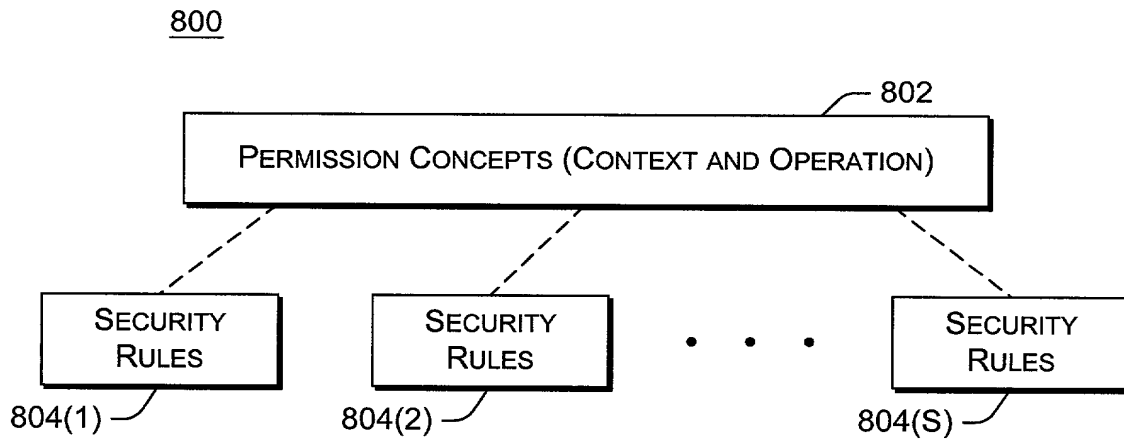 800
802
PERMISSION CONCEPTS (CONTEXT AND OPERATION)
SECURITY
RULES
SECURITY
RULES
SECURITY
RULES
804(1)
804(2)
804(S)